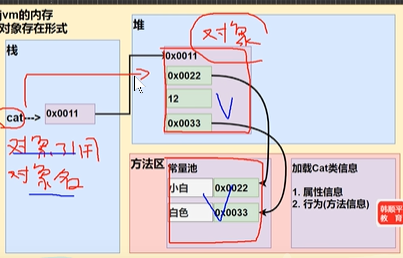 jvm的内存
对象存在形式
栈
cat---> 0x0011
对象引用
对象名
堆
对象
0x0011
0x0022
12
0x0033
方法区
常量池
小白 0x0022
白色 0x0033
加载Cat类信息
1. 属性信息
2. 行为(方法信息)
韩顺平
教育